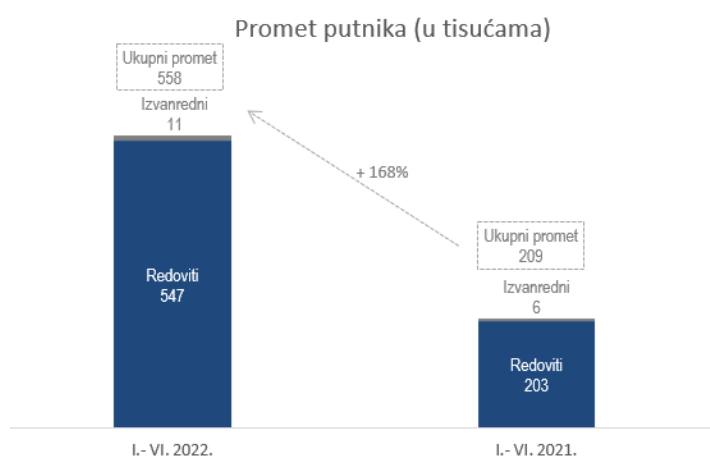 Promet putnika (u tisućama)
Ukupni promet
558
Izvanredni
11
+ 168%
Redoviti
547
Ukupni promet
209
Izvanredni
6
Redoviti
203
I.- VI. 2022.
I.- VI. 2021.